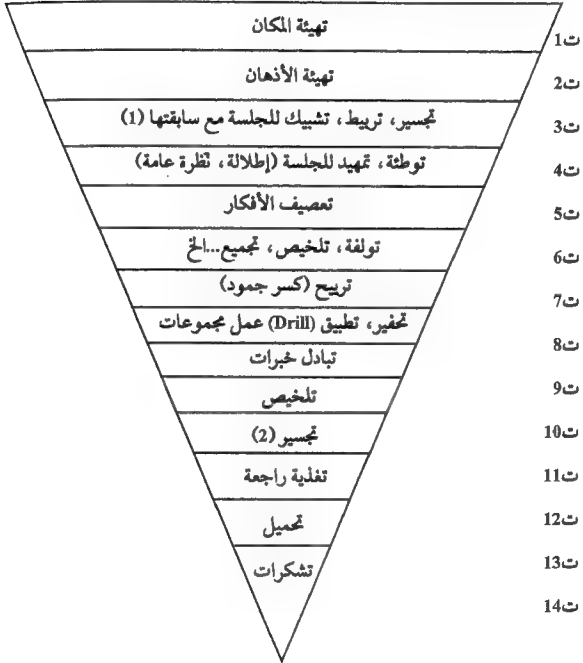 تهيئة المكان
ت1
تهيئة الأذهان
ت2
تجسير، تربيط، تشبيك للجلسة مع سابقتها (1)
ت3
توطئة، تمهيد للجلسة (إطلالة، نظرة عامة)
ت4
تعصيف الأفكار
ت5
تولفة، تلخيص، تجميع...الخ
ت6
ترييح (كسر جمود)
ت7
تحفير، تطبيق (Drill) عمل مجموعات
ت8
تبادل خبرات
ت9
تلخيص
ت10
تجسير (2)
ت11
تغذية راجعة
ت12
تحميل
ت13
تشكرات
ت14